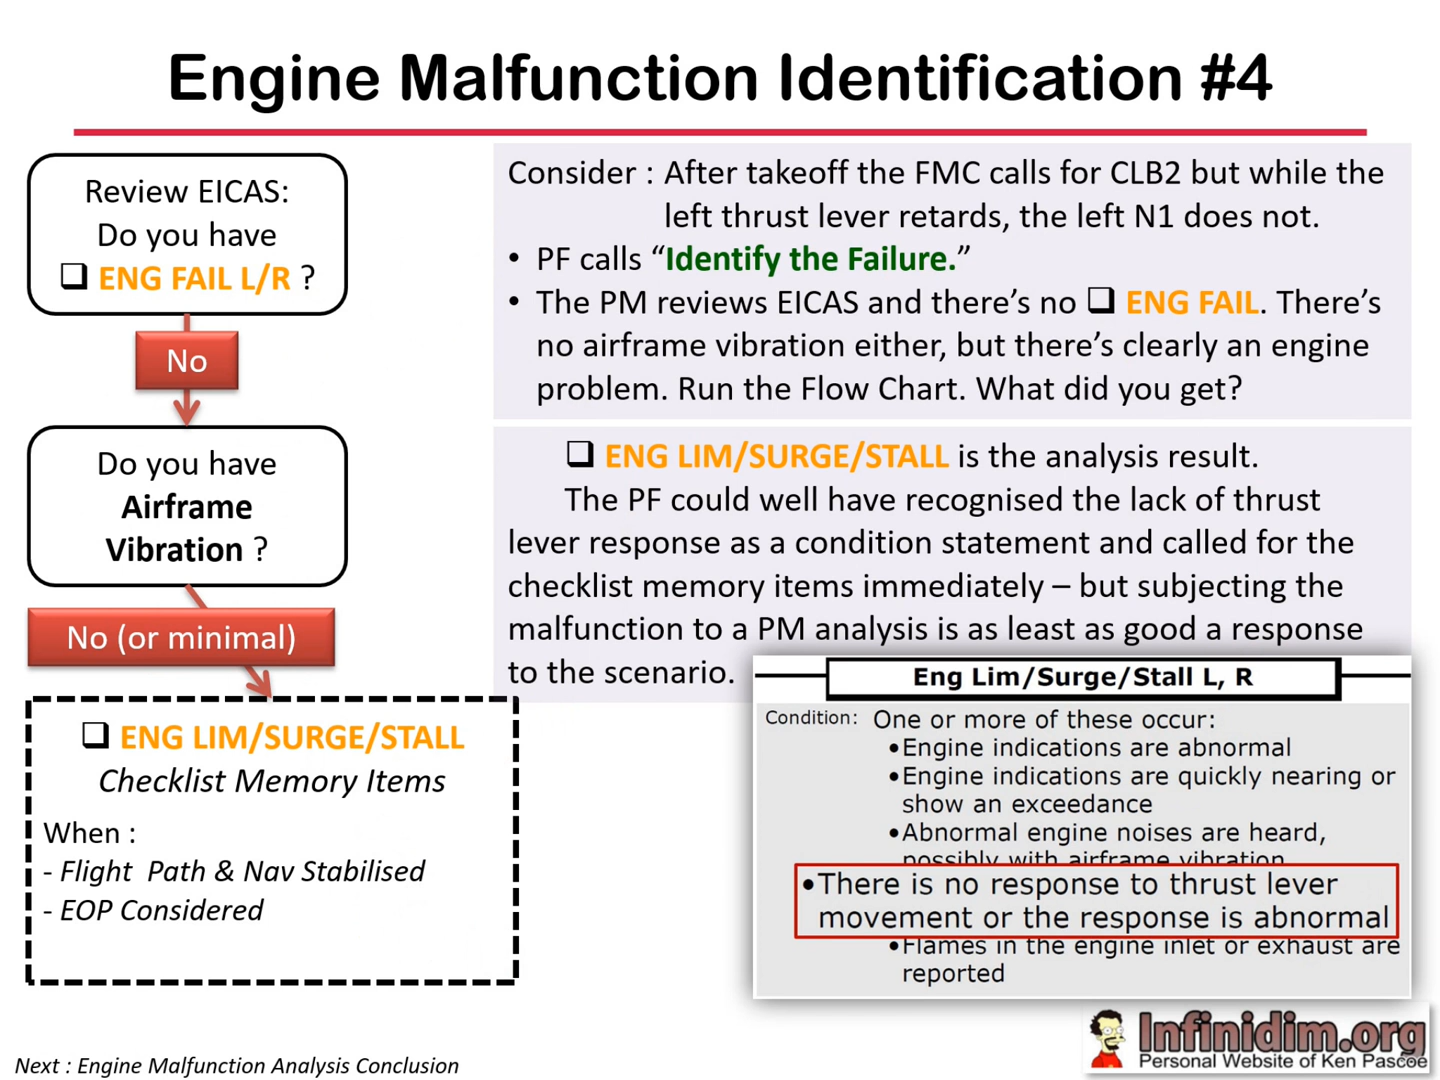 Engine Malfunction Identification #4
Review EICAS:
Do you have
❑ ENG FAIL L/R ?
No
Do you have
Airframe
Vibration ?
No (or minimal)
❑ ENG LIM/SURGE/STALL
Checklist Memory Items
When :
- Flight Path & Nav Stabilised
- EOP Considered
Consider : After takeoff the FMC calls for CLB2 but while the
left thrust lever retards, the left N1 does not.
• PF calls “Identify the Failure.”
• The PM reviews EICAS and there’s no ❑ ENG FAIL. There’s
no airframe vibration either, but there’s clearly an engine
problem. Run the Flow Chart. What did you get?
❑ ENG LIM/SURGE/STALL is the analysis result.
The PF could well have recognised the lack of thrust
lever response as a condition statement and called for the
checklist memory items immediately – but subjecting the
malfunction to a PM analysis is as least as good a response
to the scenario.
Eng Lim/Surge/Stall L, R
Condition: One or more of these occur:
•Engine indications are abnormal
•Engine indications are quickly nearing or
show an exceedance
•Abnormal engine noises are heard,
possibly with airframe vibration
•There is no response to thrust lever
movement or the response is abnormal
•Flames in the engine inlet or exhaust are
reported
Infinidim.org
Personal Website of Ken Pascoe
Next : Engine Malfunction Analysis Conclusion